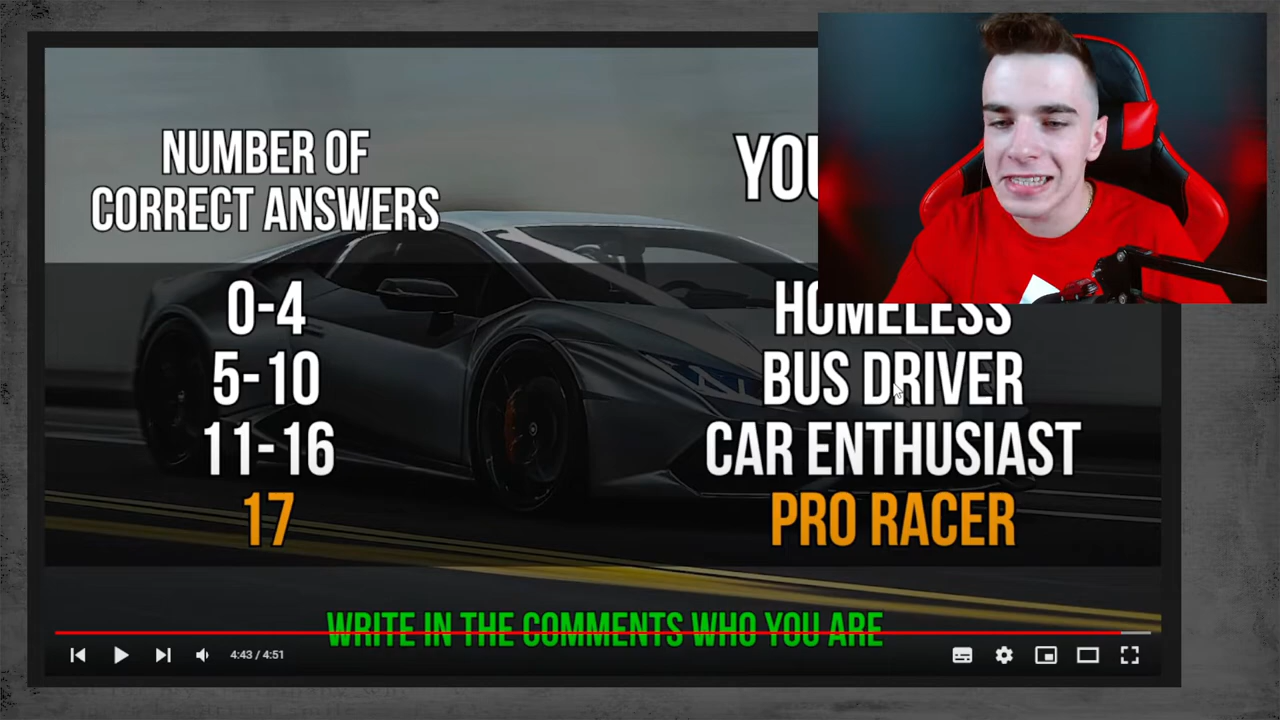 NUMBER OF
CORRECT ANSWERS
0-4
HOMELESS
5-10
BUS DRIVER
11-16
CAR ENTHUSIAST
17
PRO RACER
WRITE IN THE COMMENTS WHO YOU ARE
4:43 / 4:51